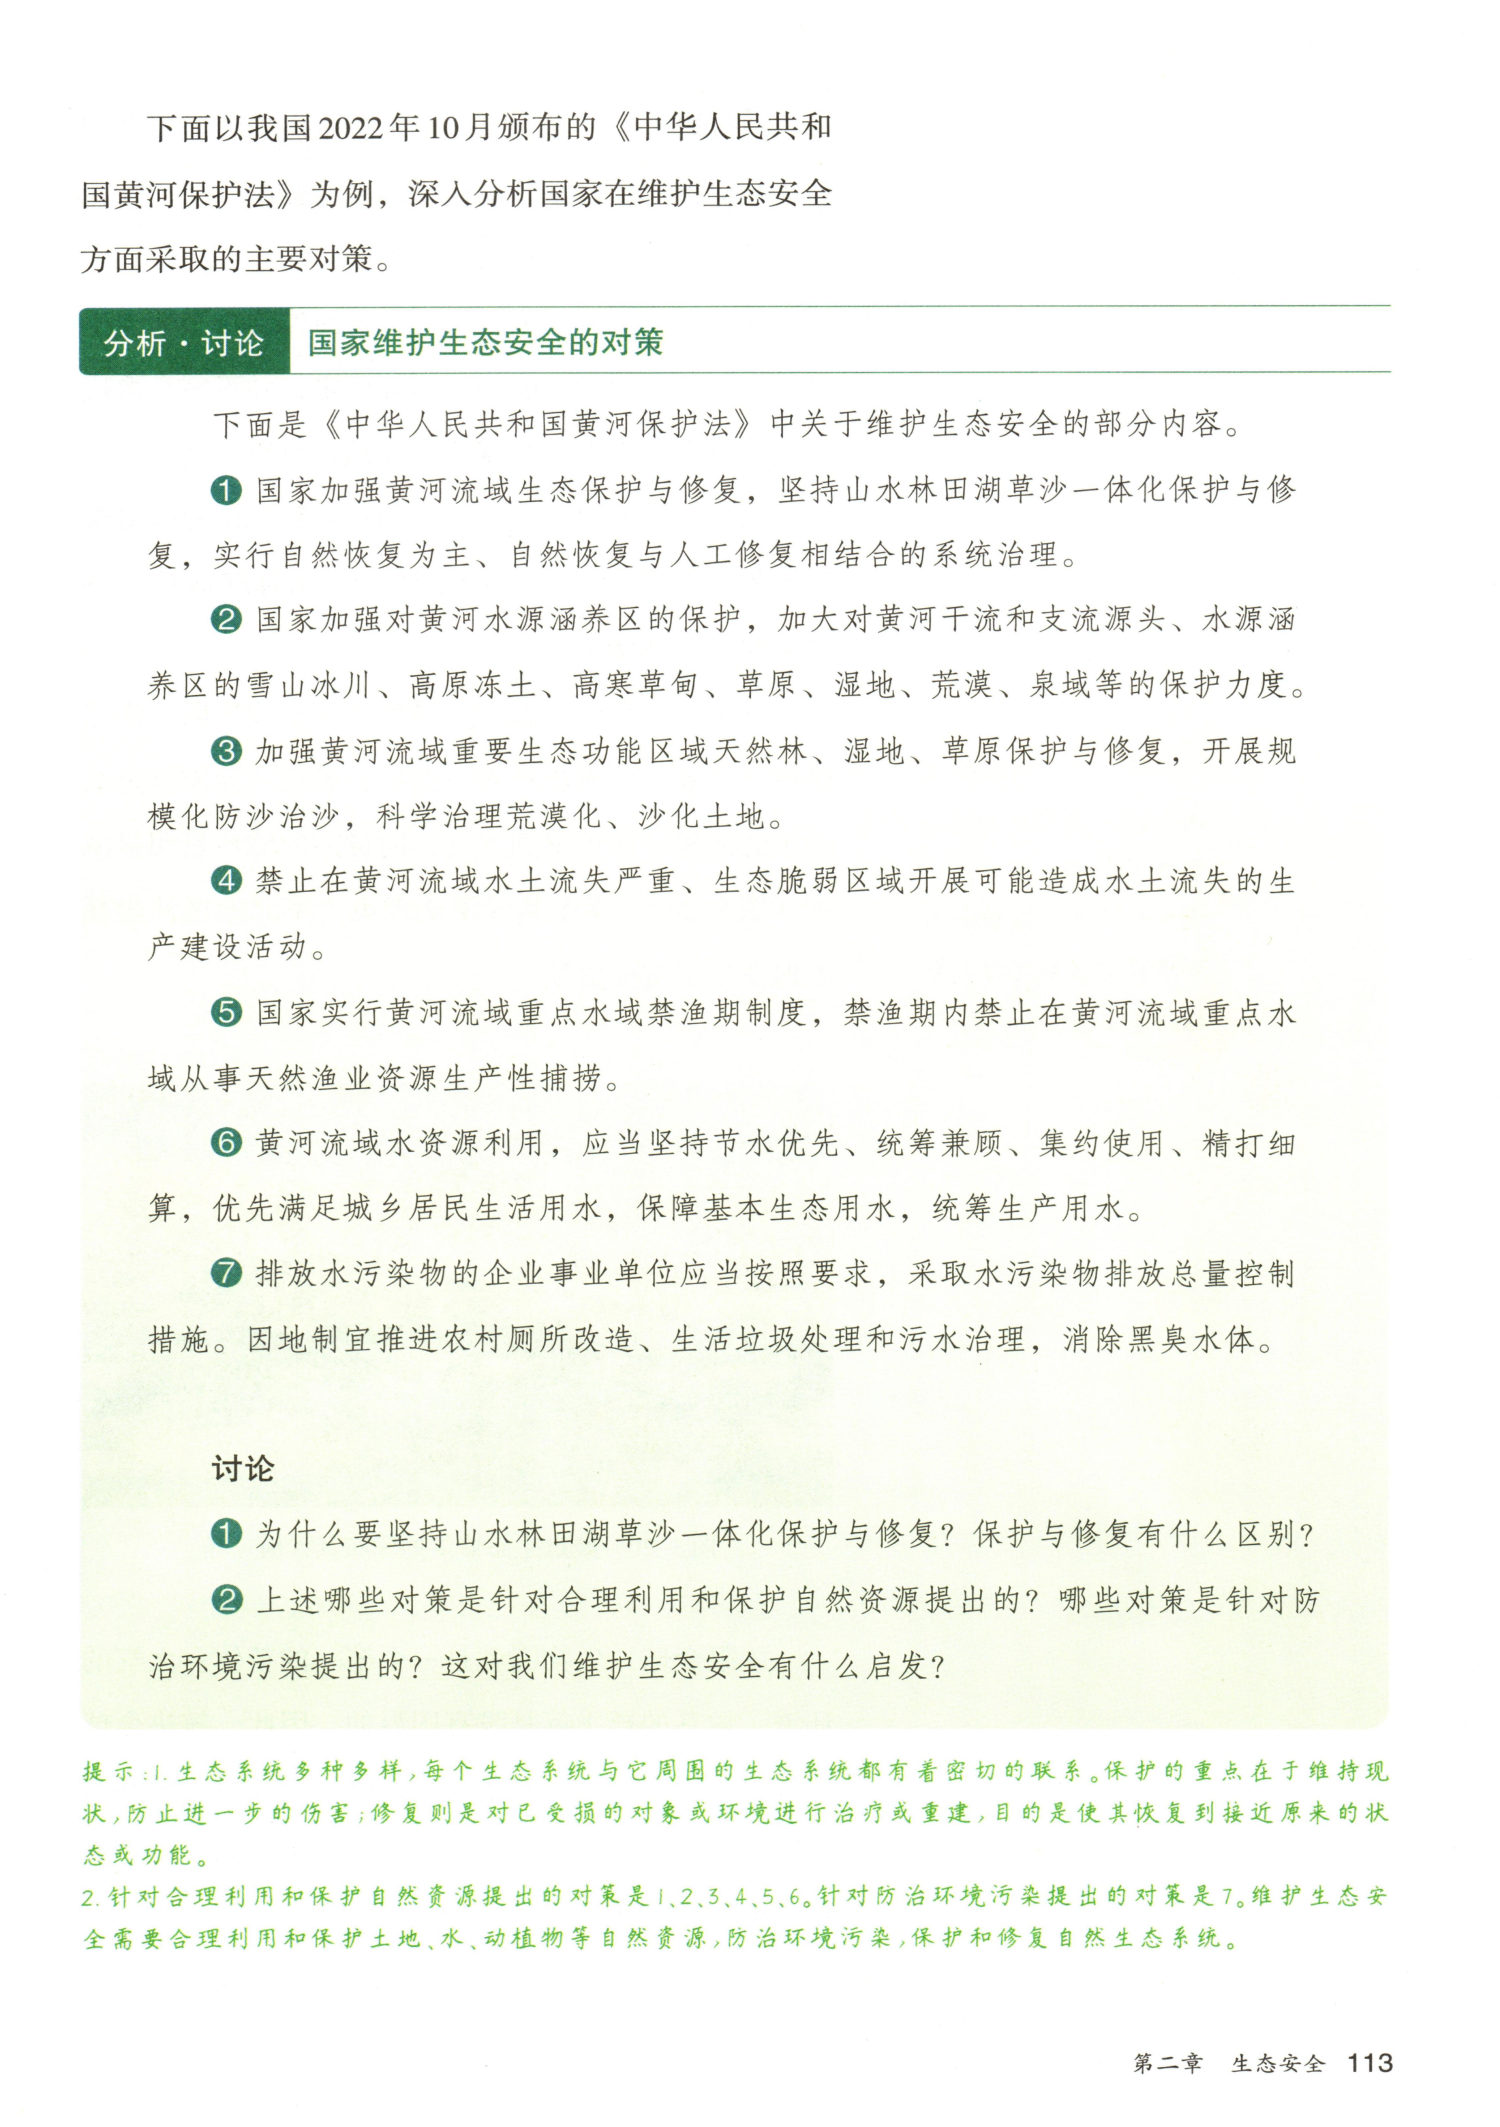 下面以我国2022年10月颁布的《中华人民共和
国黄河保护法》为例，深入分析国家在维护生态安全
方面采取的主要对策。
分析·讨论 国家维护生态安全的对策
下面是《中华人民共和国黄河保护法》中关于维护生态安全的部分内容。
❶ 国家加强黄河流域生态保护与修复，坚持山水林田湖草沙一体化保护与修
复，实行自然恢复为主、自然恢复与人工修复相结合的系统治理。
❷ 国家加强对黄河水源涵养区的保护，加大对黄河干流和支流源头、水源涵
养区的雪山冰川、高原冻土、高寒草甸、草原、湿地、荒漠、泉域等的保护力度。
❸ 加强黄河流域重要生态功能区域天然林、湿地、草原保护与修复，开展规
模化防沙治沙，科学治理荒漠化、沙化土地。
❹ 禁止在黄河流域水土流失严重、生态脆弱区域开展可能造成水土流失的生
产建设活动。
❺ 国家实行黄河流域重点水域禁渔期制度，禁渔期内禁止在黄河流域重点水
域从事天然渔业资源生产性捕捞。
❻ 黄河流域水资源利用，应当坚持节水优先、统筹兼顾、集约使用、精打细
算，优先满足城乡居民生活用水，保障基本生态用水，统筹生产用水。
❼ 排放水污染物的企业事业单位应当按照要求，采取水污染物排放总量控制
措施。因地制宜推进农村厕所改造、生活垃圾处理和污水治理，消除黑臭水体。
讨论
❶ 为什么要坚持山水林田湖草沙一体化保护与修复？保护与修复有什么区别？
❷ 上述哪些对策是针对合理利用和保护自然资源提出的？哪些对策是针对防
治环境污染提出的？这对我们维护生态安全有什么启发？
提示:1.生态系统多种多样,每个生态系统与它周围的生态系统都有着密切的联系。保护的重点在于维持现
状,防止进一步的伤害;修复则是对已受损的对象或环境进行治疗或重建,目的是使其恢复到接近原来的状
态或功能。
2.针对合理利用和保护自然资源提出的对策是1、2、3、4、5、6。针对防治环境污染提出的对策是7。维护生态安
全需要合理利用和保护土地、水、动植物等自然资源,防治环境污染,保护和修复自然生态系统。
第二章 生态安全 113